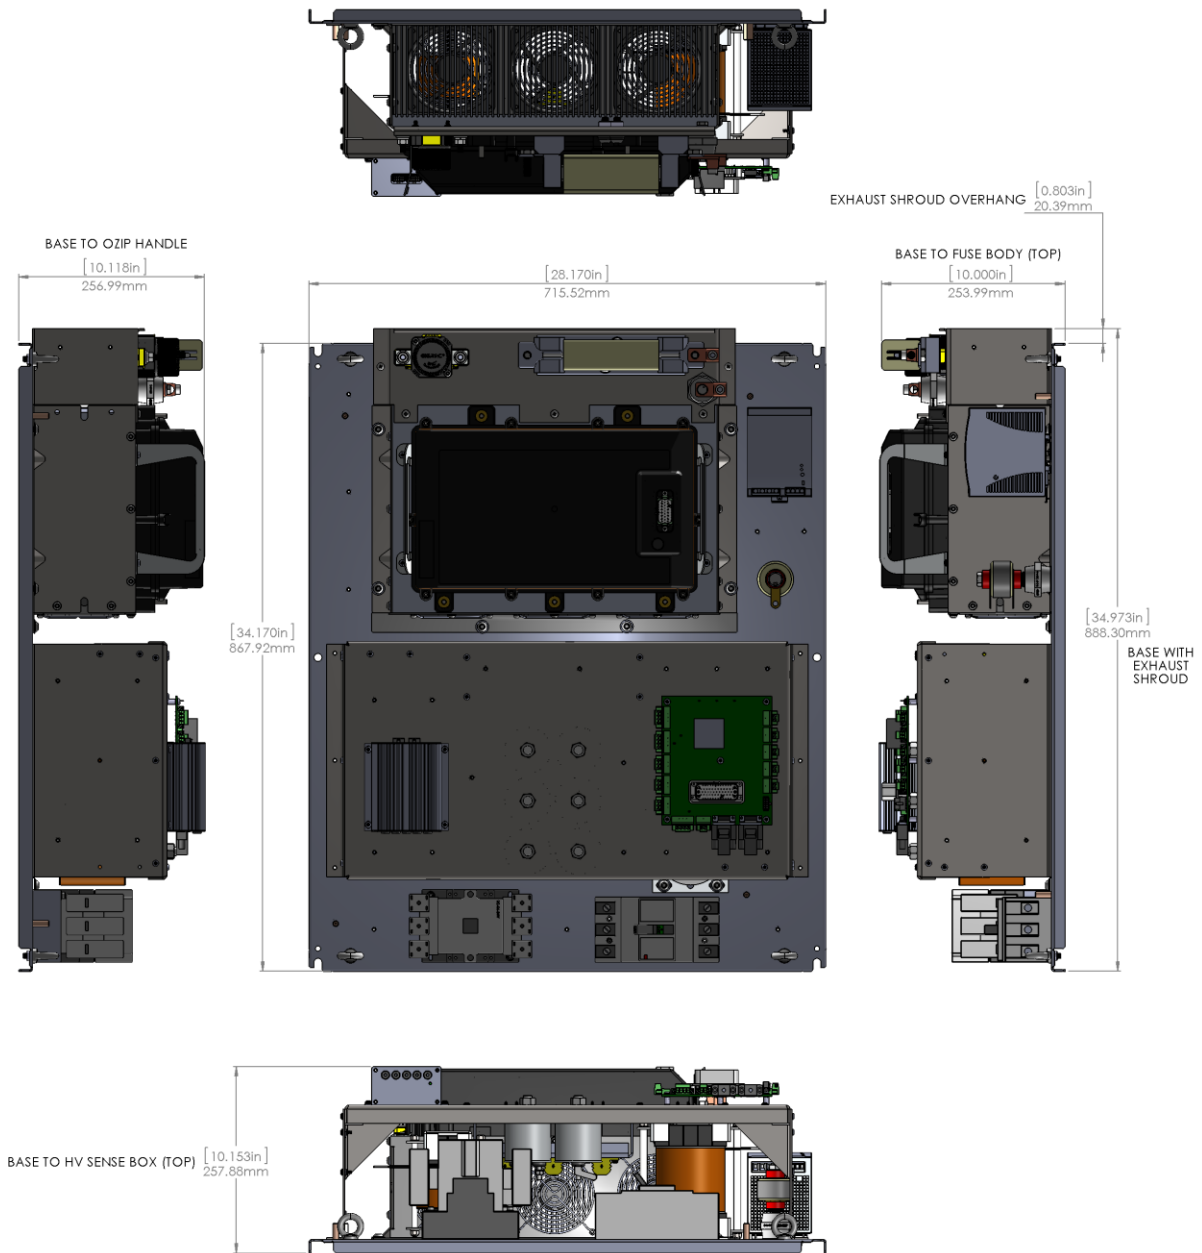 EXHAUST SHROUD OVERHANG
[0.803in]
20.39mm
BASE TO OZIP HANDLE
[10.118in]
256.99mm
[28.170in]
715.52mm
BASE TO FUSE BODY (TOP)
[10.000in]
253.99mm
[34.170in]
867.92mm
[34.973in]
888.30mm
BASE WITH
EXHAUST
SHROUD
BASE TO HV SENSE BOX (TOP)
[10.153in]
257.88mm